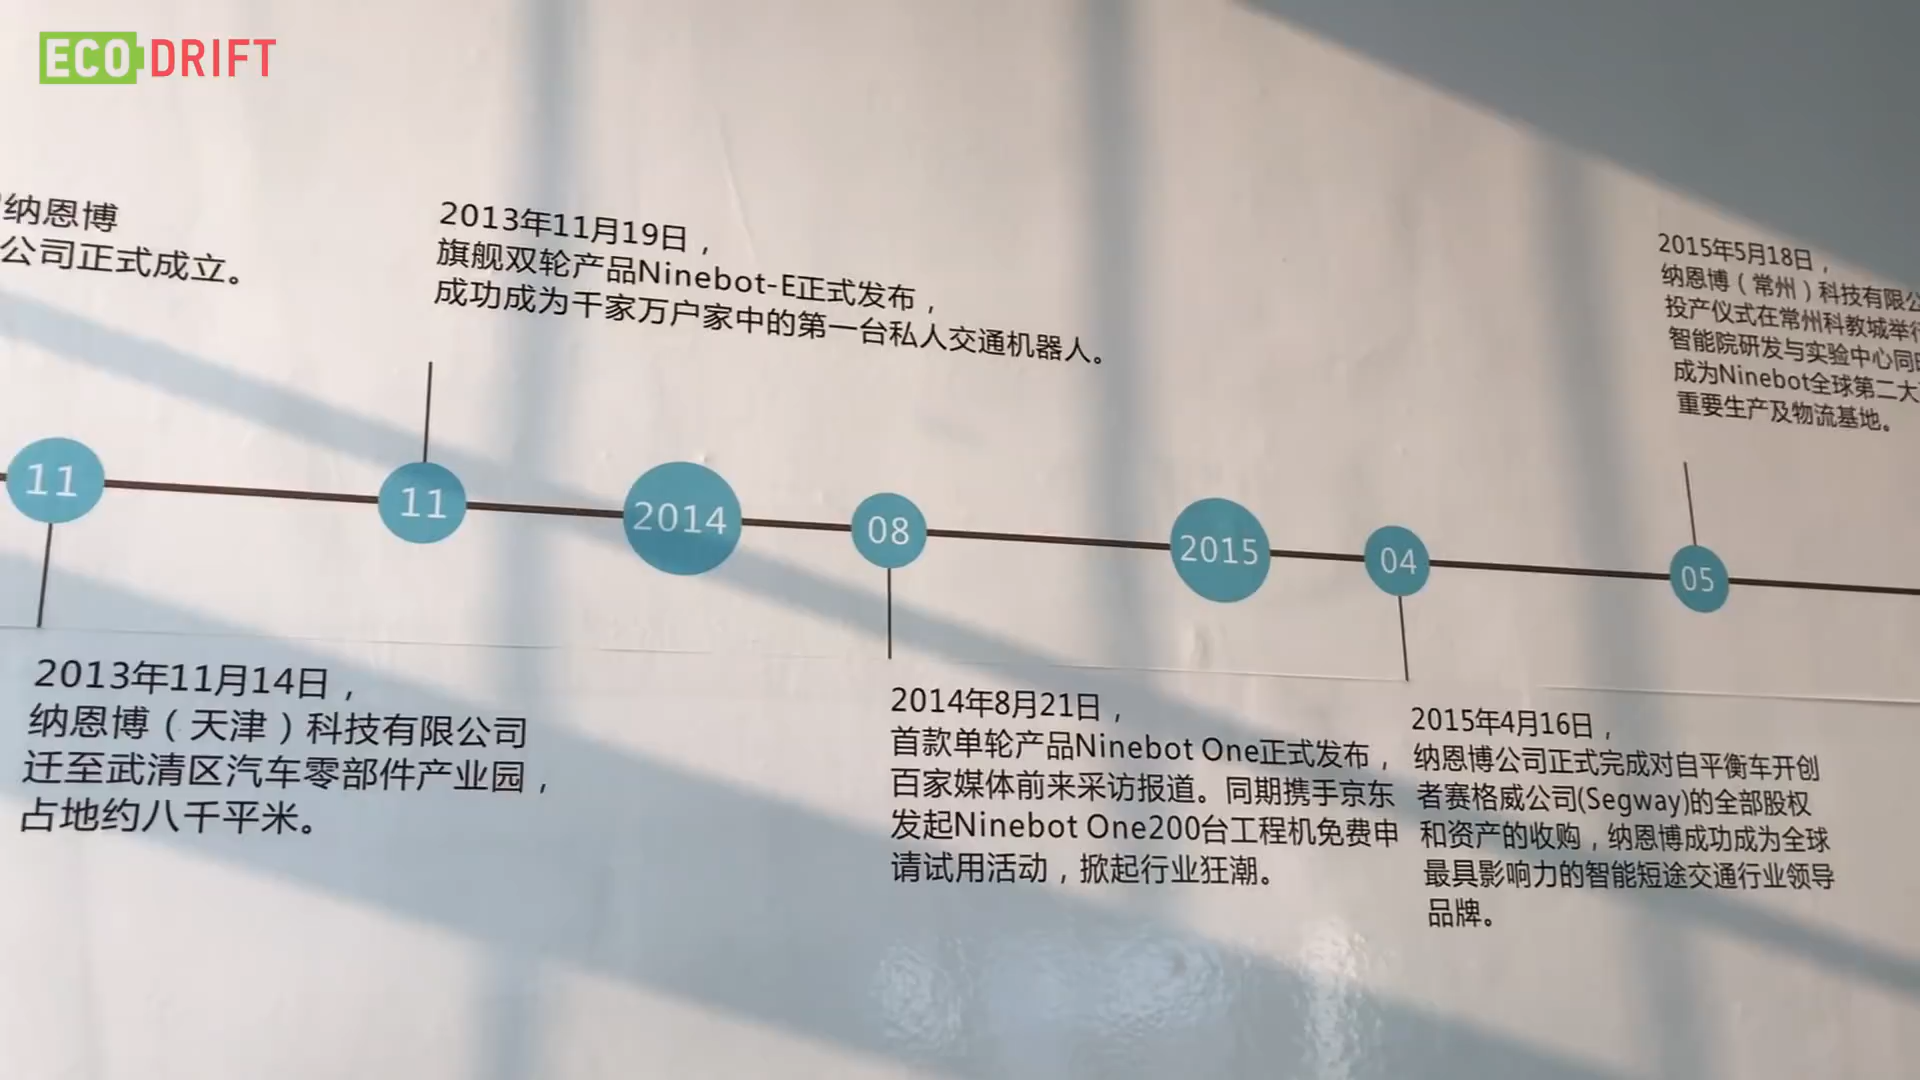 ECO DRIFT
纳恩博
公司正式成立。
2013年11月19日，
旗舰双轮产品Ninebot-E正式发布，
成功成为千家万户家中的第一台私人交通机器人。
2015年5月18日，
纳恩博（常州）科技有限公
投产仪式在常州科教城举行
智能院研发与实验中心同
成为Ninebot全球第二大
重要生产及物流基地。
11
11
2014
08
2015
04
05
2013年11月14日，
纳恩博（天津）科技有限公司
迁至武清区汽车零部件产业园，
占地约八千平米。
2014年8月21日，
首款单轮产品Ninebot One正式发布，
百家媒体前来采访报道。同期携手京东
发起Ninebot One200台工程机免费申
请试用活动，掀起行业狂潮。
2015年4月16日，
纳恩博公司正式完成对自平衡车开创
者赛格威公司(Segway)的全部股权
和资产的收购，纳恩博成功成为全球
最具影响力的智能短途交通行业领导
品牌。